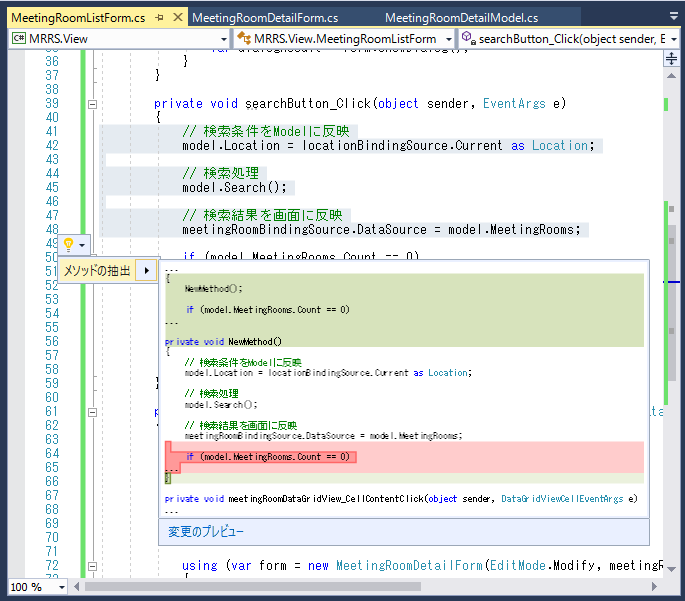 MeetingRoomListForm.cs
MeetingRoomDetailForm.cs
MeetingRoomDetailModel.cs
C# MRRS.View
MRRS.View.MeetingRoomListForm
searchButton_Click(object sender, E
36 }
37 }
38
39 private void searchButton_Click(object sender, EventArgs e)
40 {
41 // 検索条件をModelに反映
42 model.Location = locationBindingSource.Current as Location;
43
44 // 検索処理
45 model.Search();
46
47 // 検索結果を画面に反映
48 meetingRoomBindingSource.DataSource = model.MeetingRooms;
49
50 if (model.MeetingRooms.Count == 0)
51
メソッドの抽出
52
53
54
55
56
57
58
59 }
60
61
62
63
64
65
66
67
68
69
70
71
72 using (var form = new MeetingRoomDetailForm(EditMode.Modify, meetingR
73 {
...
{
NewMethod();
if (model.MeetingRooms.Count == 0)
...
private void NewMethod()
{
// 検索条件をModelに反映
model.Location = locationBindingSource.Current as Location;
// 検索処理
model.Search();
// 検索結果を画面に反映
meetingRoomBindingSource.DataSource = model.MeetingRooms;
if (model.MeetingRooms.Count == 0)
...
}
private void meetingRoomDataGridView_CellContentClick(object sender, DataGridViewCellEventArgs e)
...
変更のプレビュー
100 %